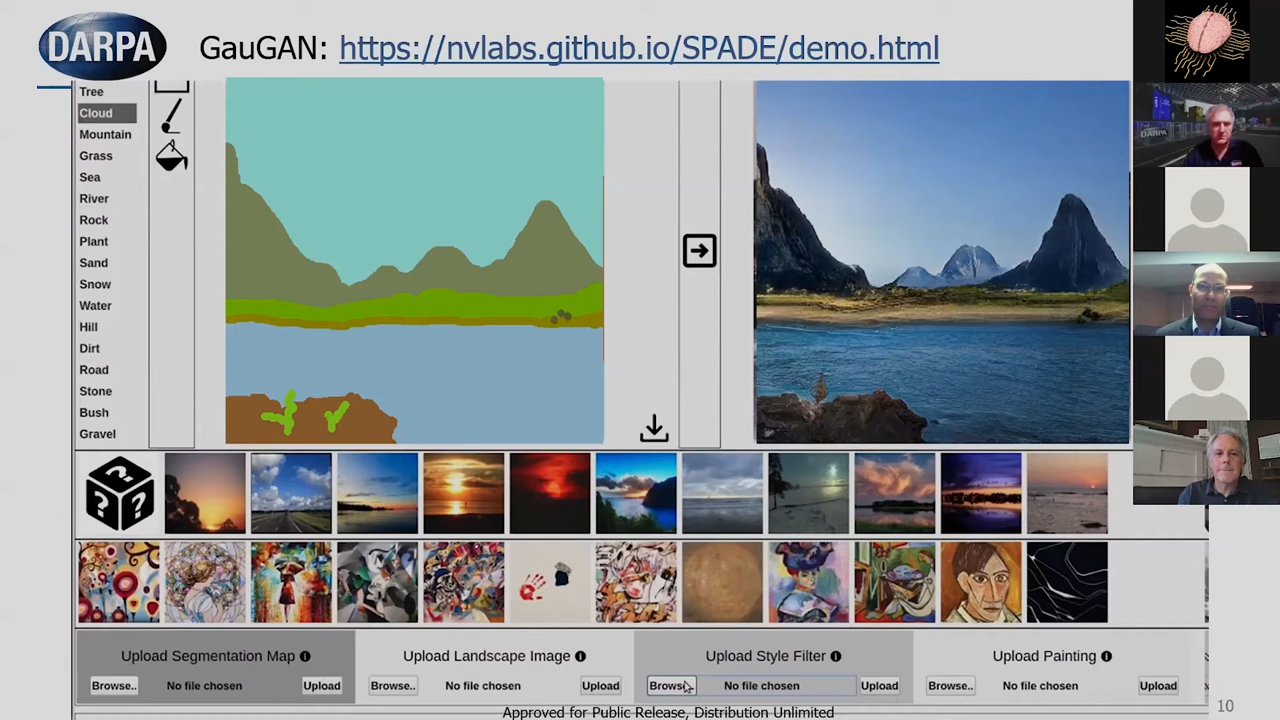 DARPA
GauGAN: https://nvlabs.github.io/SPADE/demo.html
DARPA
Tree
Cloud
Mountain
Grass
Sea
River
Rock
Plant
Sand
Snow
Water
Hill
Dirt
Road
Stone
Bush
Gravel
? ? ?
Upload Segmentation Map i
Browse.. No file chosen Upload
Upload Landscape Image i
Browse.. No file chosen Upload
Upload Style Filter i
Browse.. No file chosen Upload
Upload Painting i
Browse.. No file chosen Upload
Approved for Public Release, Distribution Unlimited
10